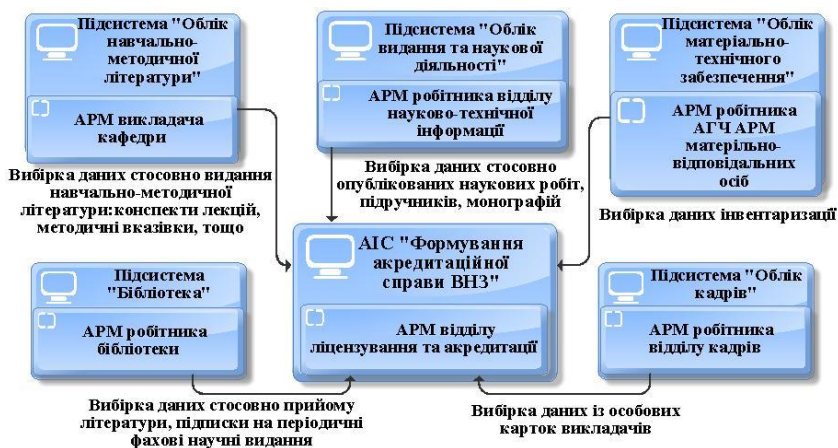 Підсистема "Облік
навчально-
методичної
літератури"
АРМ викладача
кафедри
Вибірка даних стосовно видання
навчально-методичної
літератури:конспекти лекцій,
методичні вказівки, тощо
Підсистема "Облік
видання та наукової
діяльності"
АРМ робітника відділу
науково-технічної
інформації
Вибірка даних стосовно
опублікованих наукових робіт,
підручників, монографій
Підсистема "Облік
матеріально-
технічного
забезпечення"
АРМ робітника
АГЧ АРМ
матерільно-
відповідальних
осіб
Вибірка даних інвентаризації
АІС "Формування
акредитаційної
справи ВНЗ"
АРМ відділу
ліцензування та акредитації
Підсистема
"Бібліотека"
АРМ робітника
бібліотеки
Вибірка даних стосовно прийому
літератури, підписки на періодичні
фахові научні видання
Підсистема "Облік
кадрів"
АРМ робітника
відділу кадрів
Вибірка даних із особових
карток викладачів